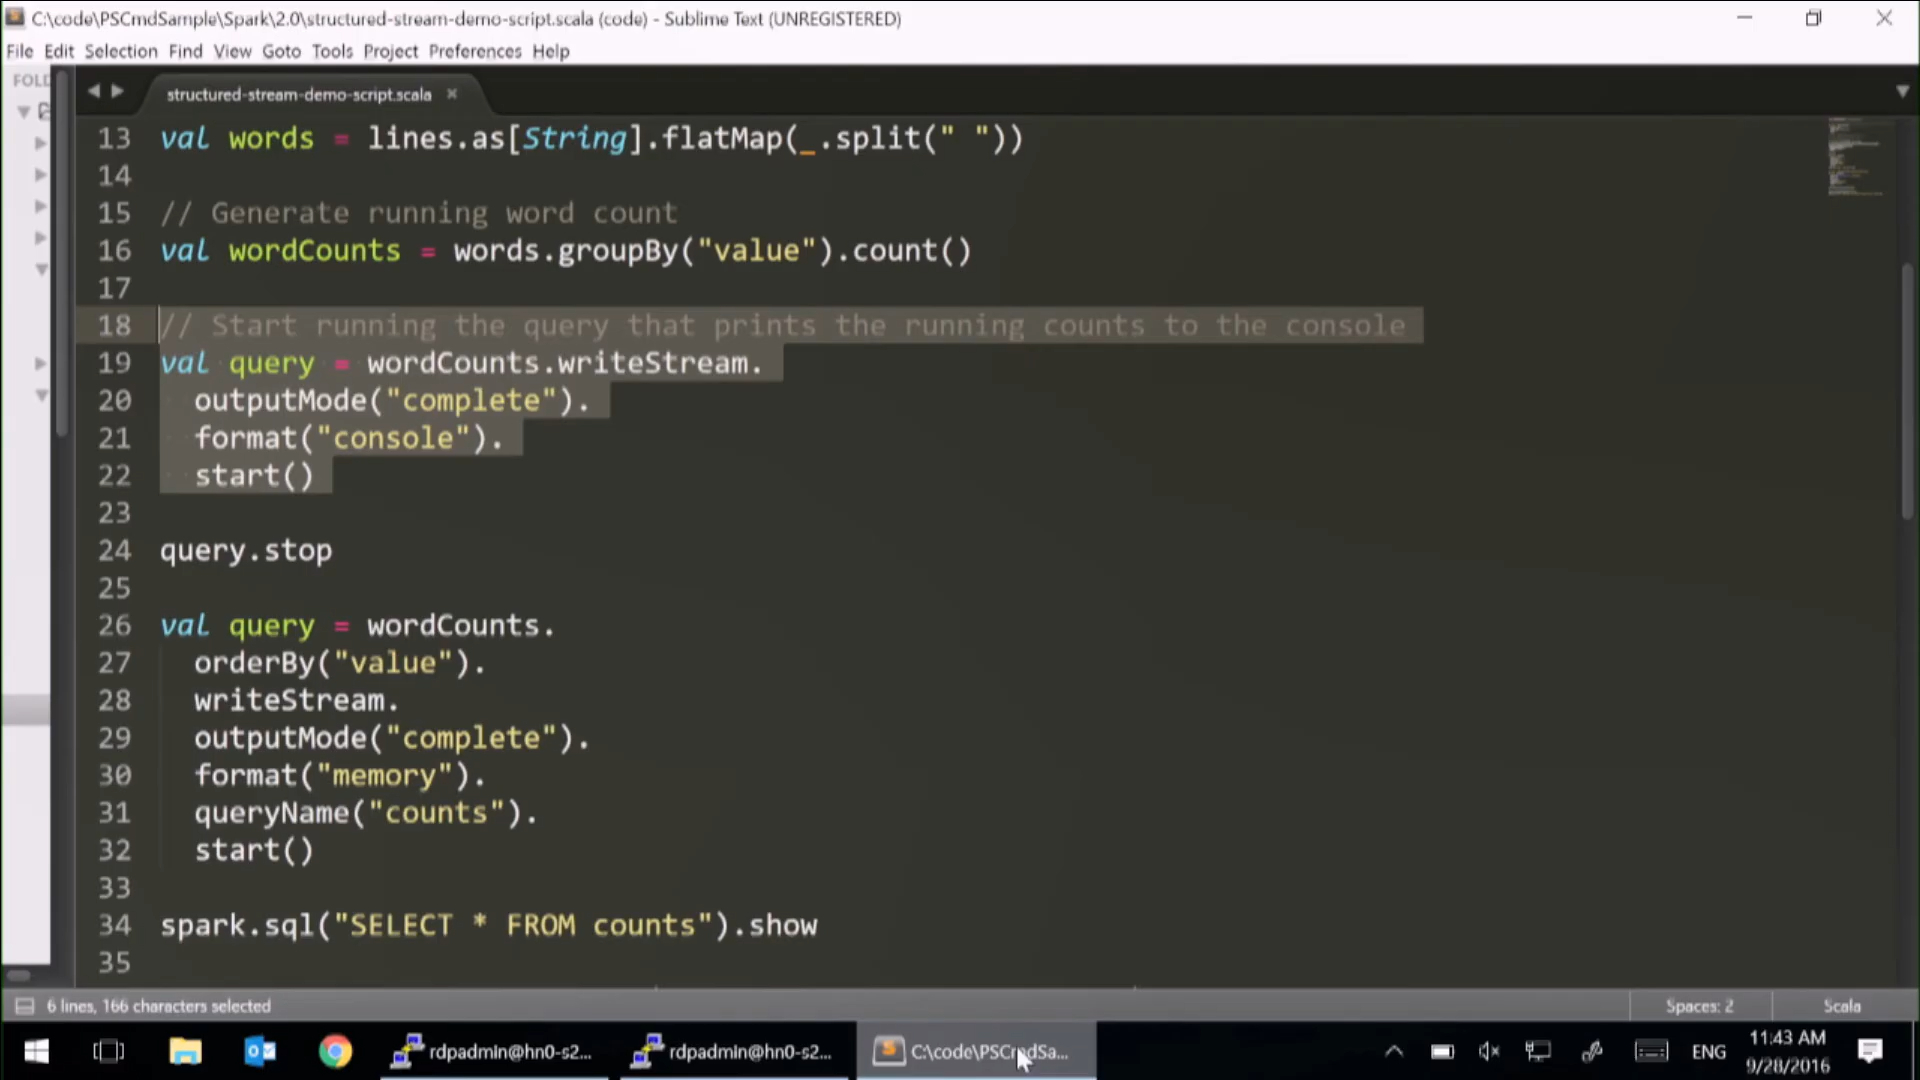 C:\code\PSCmdSample\Spark\2.0\structured-stream-demo-script.scala (code) - Sublime Text (UNREGISTERED)
File Edit Selection Find View Goto Tools Project Preferences Help
FOLD
structured-stream-demo-script.scala ×
13 val words = lines.as[String].flatMap(_.split(" "))
14
15 // Generate running word count
16 val wordCounts = words.groupBy("value").count()
17
18 // Start running the query that prints the running counts to the console
19 val query = wordCounts.writeStream.
20 outputMode("complete").
21 format("console").
22 start()
23
24 query.stop
25
26 val query = wordCounts.
27 orderBy("value").
28 writeStream.
29 outputMode("complete").
30 format("memory").
31 queryName("counts").
32 start()
33
34 spark.sql("SELECT * FROM counts").show
35
6 lines, 166 characters selected Spaces: 2 Scala
rdpadmin@hn0-s2... rdpadmin@hn0-s2... C:\code\PSCmdSa... ENG 11:43 AM
9/28/2016